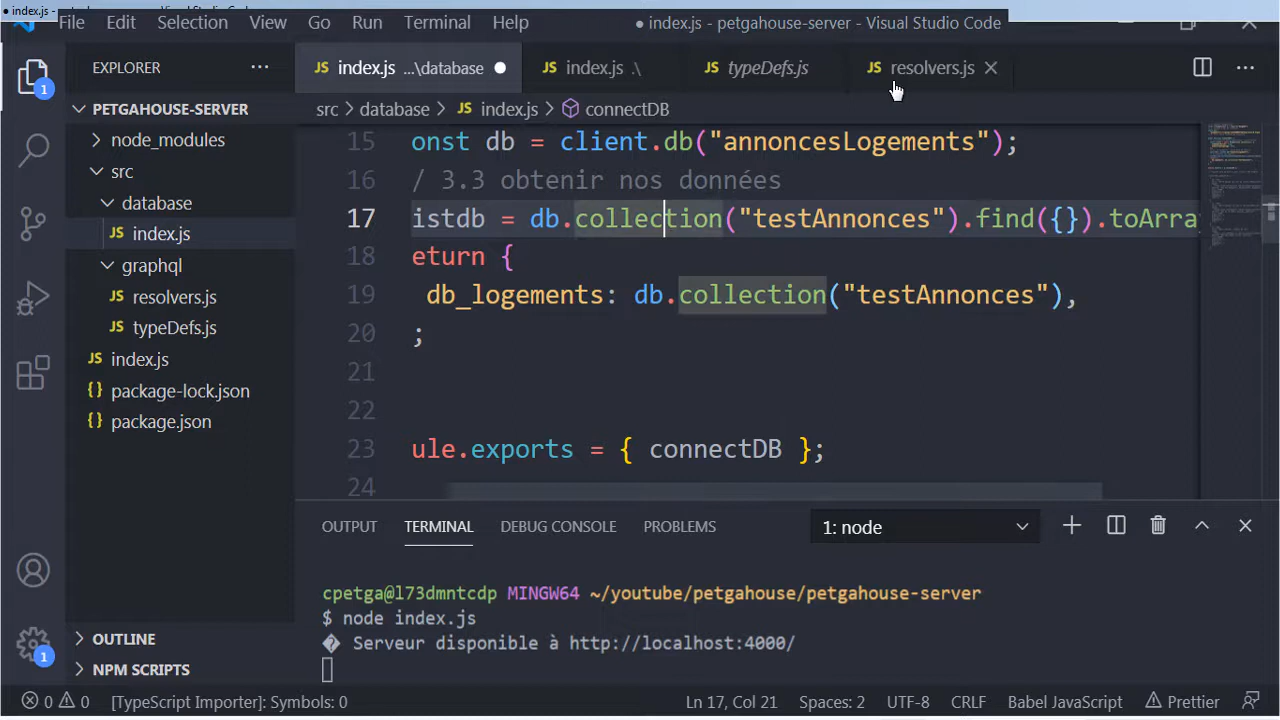 ● index.js
File Edit Selection View Go Run Terminal Help ● index.js - petgahouse-server - Visual Studio Code
EXPLORER ···
JS index.js ...\database ●
JS index.js .\
JS typeDefs.js
JS resolvers.js
PETGAHOUSE-SERVER
node_modules
src
database
JS index.js
graphql
JS resolvers.js
JS typeDefs.js
JS index.js
{} package-lock.json
{} package.json
OUTLINE
NPM SCRIPTS
1
1
src > database > JS index.js > connectDB
15 onst db = client.db("annoncesLogements");
16 / 3.3 obtenir nos données
17 istdb = db.collection("testAnnonces").find({}).toArra
18 eturn {
19 db_logements: db.collection("testAnnonces"),
20 ;
21
22
23 ule.exports = { connectDB };
24
OUTPUT TERMINAL DEBUG CONSOLE PROBLEMS 1: node
cpetga@l73dmntcdp MINGW64 ~/youtube/petgahouse/petgahouse-server
$ node index.js
� Serveur disponible à http://localhost:4000/
0 0 [TypeScript Importer]: Symbols: 0 Ln 17, Col 21 Spaces: 2 UTF-8 CRLF Babel JavaScript Prettier